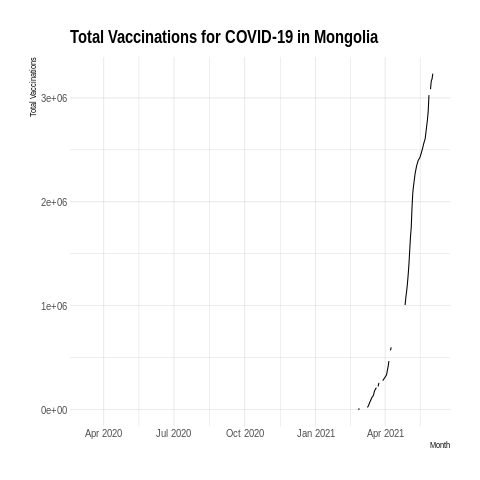 Total Vaccinations for COVID-19 in Mongolia
Total Vaccinations
3e+06
2e+06
1e+06
0e+00
Apr 2020 Jul 2020 Oct 2020 Jan 2021 Apr 2021
Month